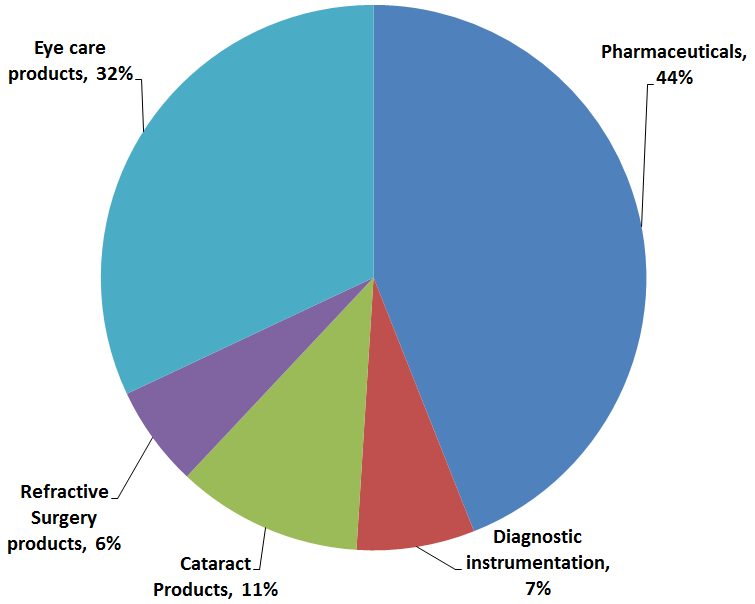 Eye care
products, 32%
Pharmaceuticals,
44%
Refractive
Surgery
products, 6%
Cataract
Products, 11%
Diagnostic
instrumentation,
7%